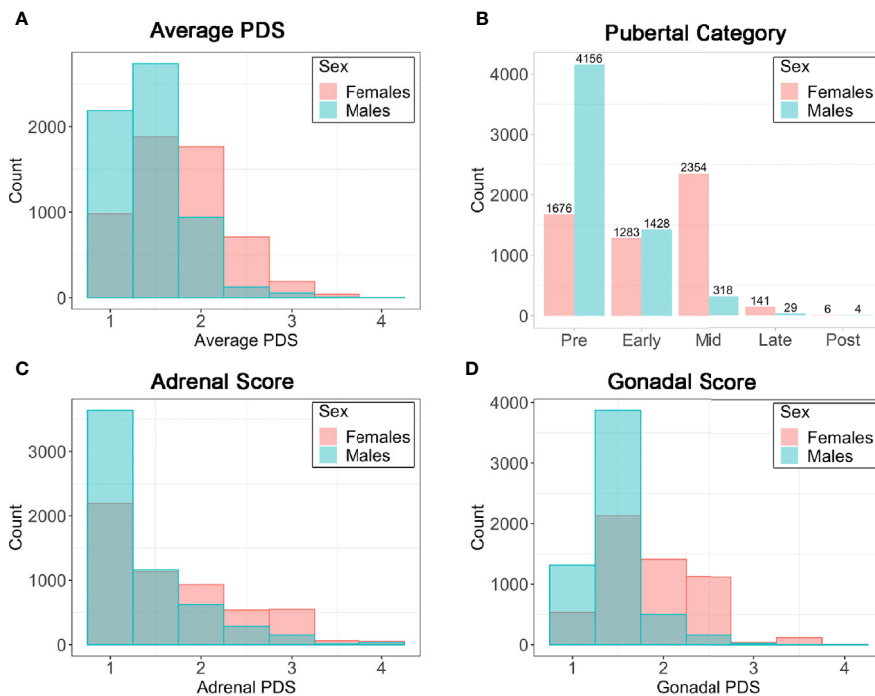 A
Average PDS
Sex
Females
Males
Count
2000
1000
0
1
2
3
4
Average PDS
B
Pubertal Category
Sex
Females
Males
Count
4000
3000
2000
1000
0
1676
4156
1283
1428
2354
318
141
29
6
4
Pre
Early
Mid
Late
Post
C
Adrenal Score
Sex
Females
Males
Count
3000
2000
1000
0
1
2
3
4
Adrenal PDS
D
Gonadal Score
Sex
Females
Males
Count
4000
3000
2000
1000
0
1
2
3
4
Gonadal PDS